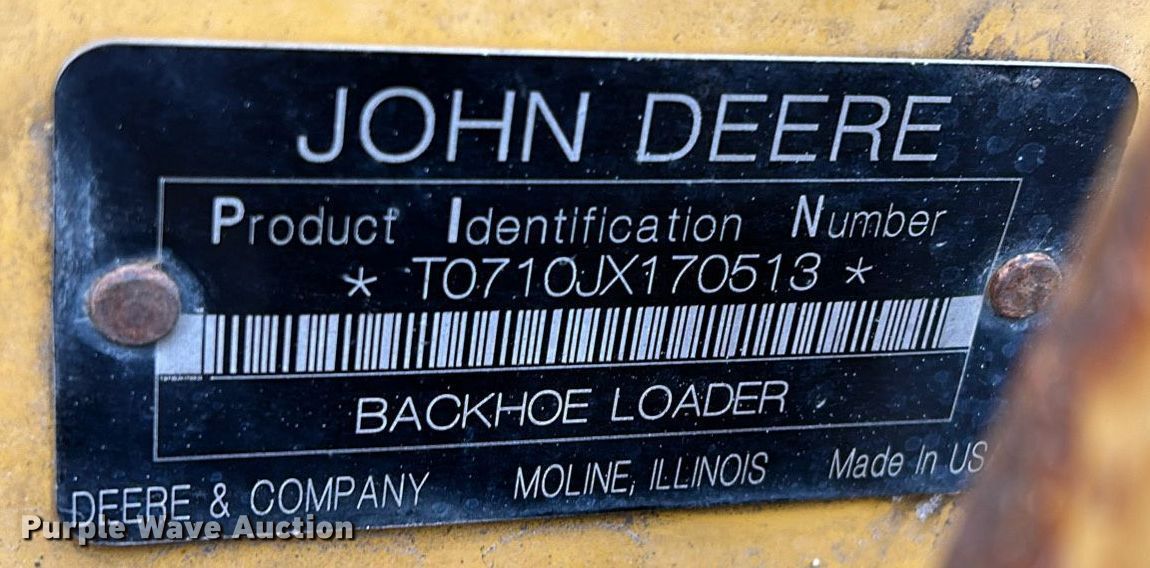 JOHN DEERE
Product Identification Number
* T0710JX170513 *
BACKHOE LOADER
DEERE & COMPANY MOLINE, ILLINOIS Made In US
Purple Wave Auction